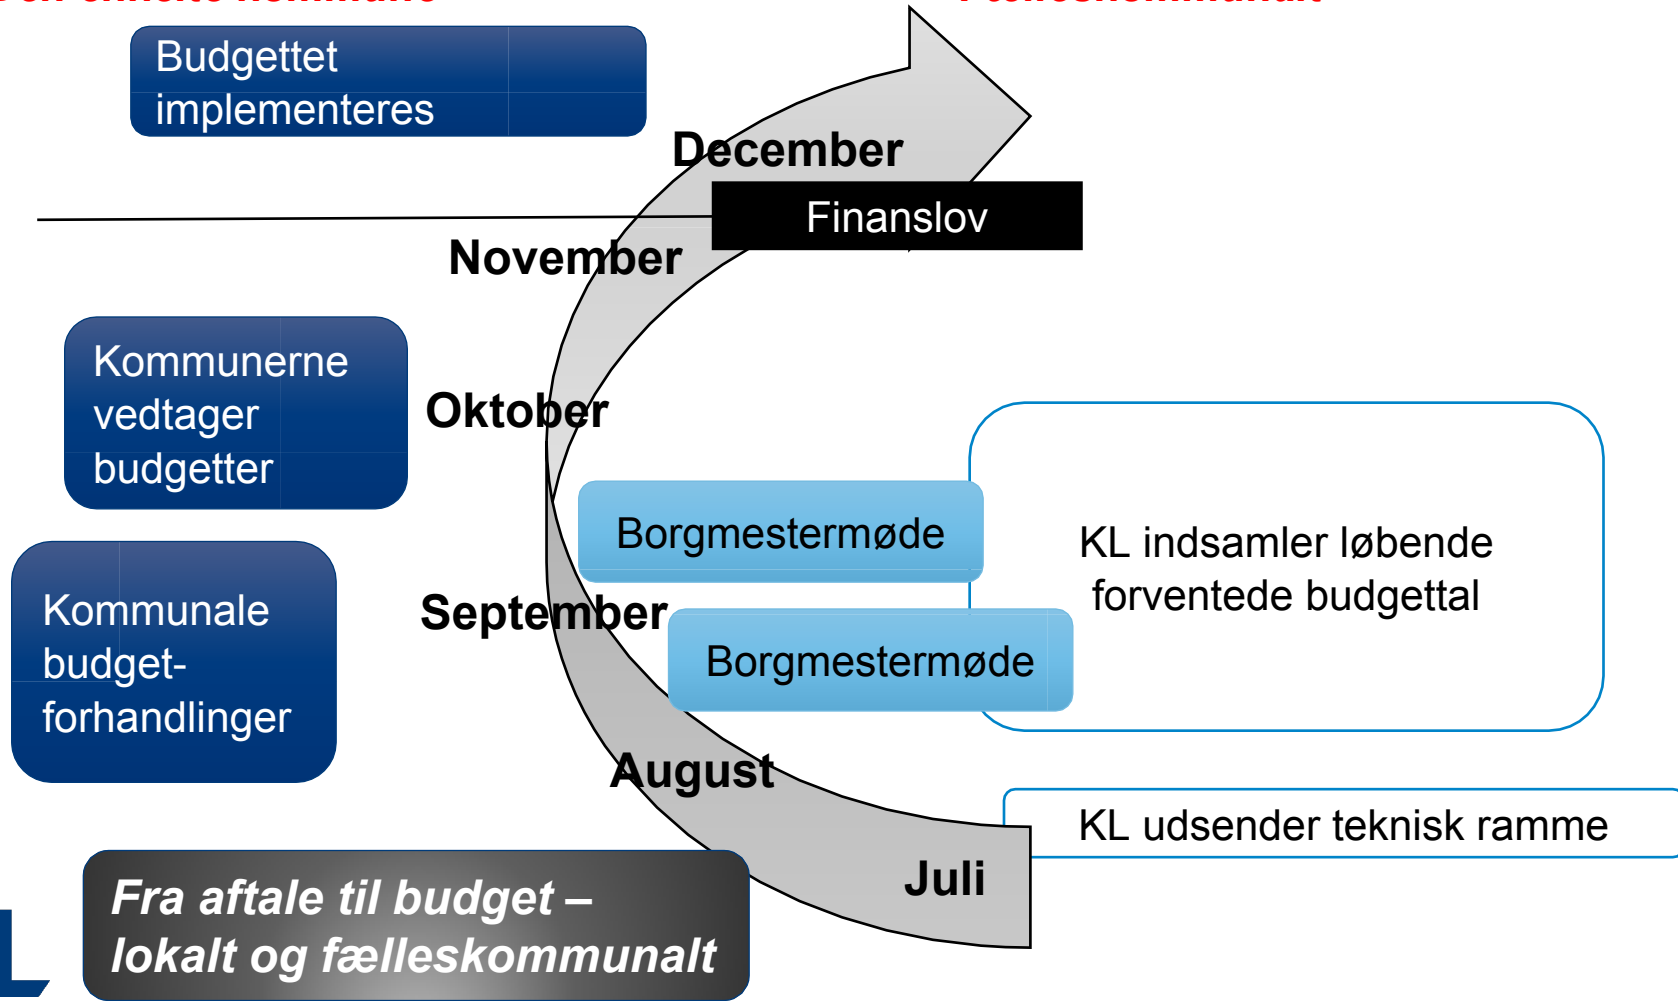 Budgettet
implementeres
December
Finanslov
November
Kommunerne
vedtager
budgetter
Oktober
Borgmestermøde
KL indsamler løbende
forventede budgettal
Kommunale
budget-
forhandlinger
September
Borgmestermøde
August
KL udsender teknisk ramme
Juli
Fra aftale til budget –
lokalt og fælleskommunalt